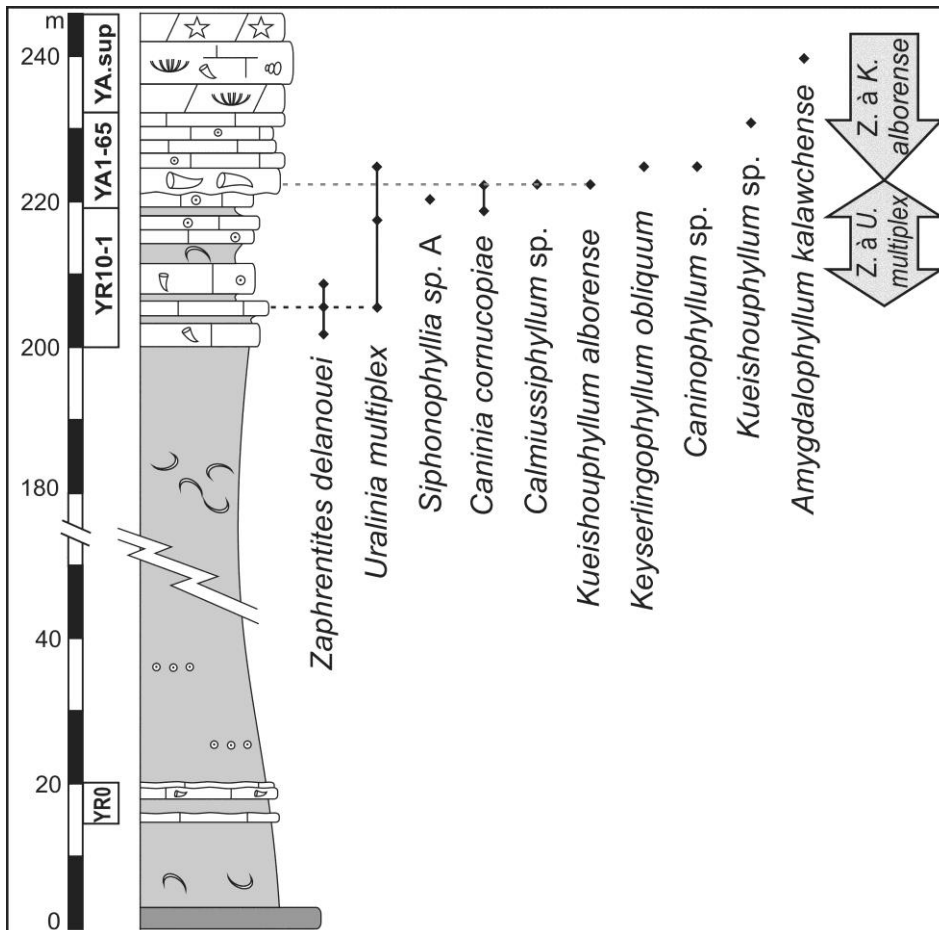 m
240
220
200
180
40
20
0
YA.sup
YA1-65
YR10-1
YR0
Zaphrentites delanouei
Uralinia multiplex
Siphonophyllia sp. A
Caninia cornucopiae
Calmiussiphyllum sp.
Kueishouphyllum alborense
Keyserlingophyllum obliquum
Caninophyllum sp.
Kueishouphyllum sp.
Amygdalophyllum kalawchense
Z. à K.
alborense
Z. à U.
multiplex